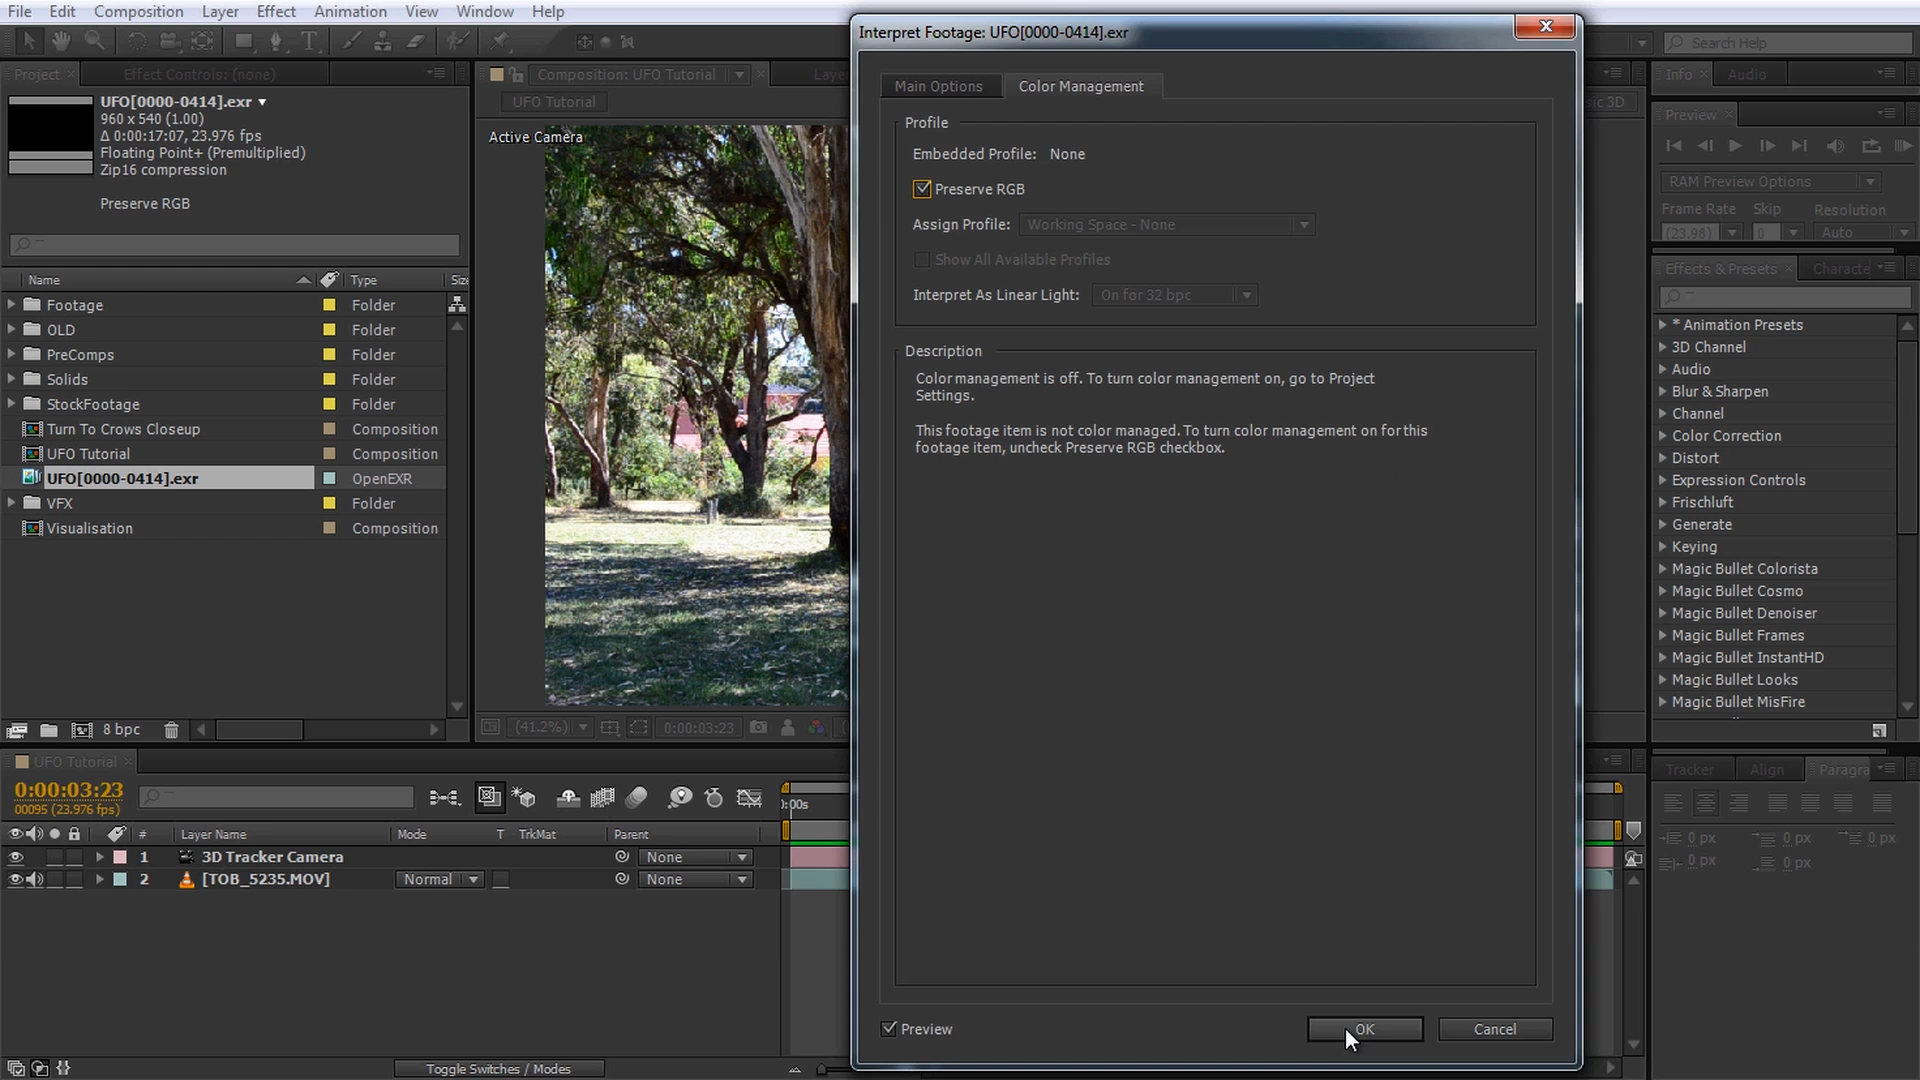 File Edit Composition Layer Effect Animation View Window Help
Interpret Footage: UFO[0000-0414].exr
Search Help
Project
Effect Controls: (none)
Composition: UFO Tutorial
UFO Tutorial
Active Camera
UFO[0000-0414].exr
960 x 540 (1.00)
Δ 0:00:17:07, 23.976 fps
Floating Point+ (Premultiplied)
Zip16 compression
Preserve RGB
Name Type
Footage Folder
OLD Folder
PreComps Folder
Solids Folder
StockFootage Folder
Turn To Crows Closeup Composition
UFO Tutorial Composition
UFO[0000-0414].exr OpenEXR
VFX Folder
Visualisation Composition
8 bpc
(41.2%) 0:00:03:23
Main Options Color Management
Profile
Embedded Profile: None
Preserve RGB
Assign Profile: Working Space - None
Show All Available Profiles
Interpret As Linear Light: On for 32 bpc
Description
Color management is off. To turn color management on, go to Project
Settings.
This footage item is not color managed. To turn color management on for this
footage item, uncheck Preserve RGB checkbox.
Preview OK Cancel
Info Audio
Preview
RAM Preview Options
Frame Rate Skip Resolution
(23.98) 0 Auto
Effects & Presets
* Animation Presets
3D Channel
Audio
Blur & Sharpen
Channel
Color Correction
Distort
Expression Controls
Frischluft
Generate
Keying
Magic Bullet Colorista
Magic Bullet Cosmo
Magic Bullet Denoiser
Magic Bullet Frames
Magic Bullet InstantHD
Magic Bullet Looks
Magic Bullet MisFire
UFO Tutorial
0:00:03:23
00095 (23.976 fps)
# Layer Name Mode T TrkMat Parent
1 3D Tracker Camera None
2 [TOB_5235.MOV] Normal None
Toggle Switches / Modes
Tracker Align
0 px 0 px 0 px
0 px 0 px